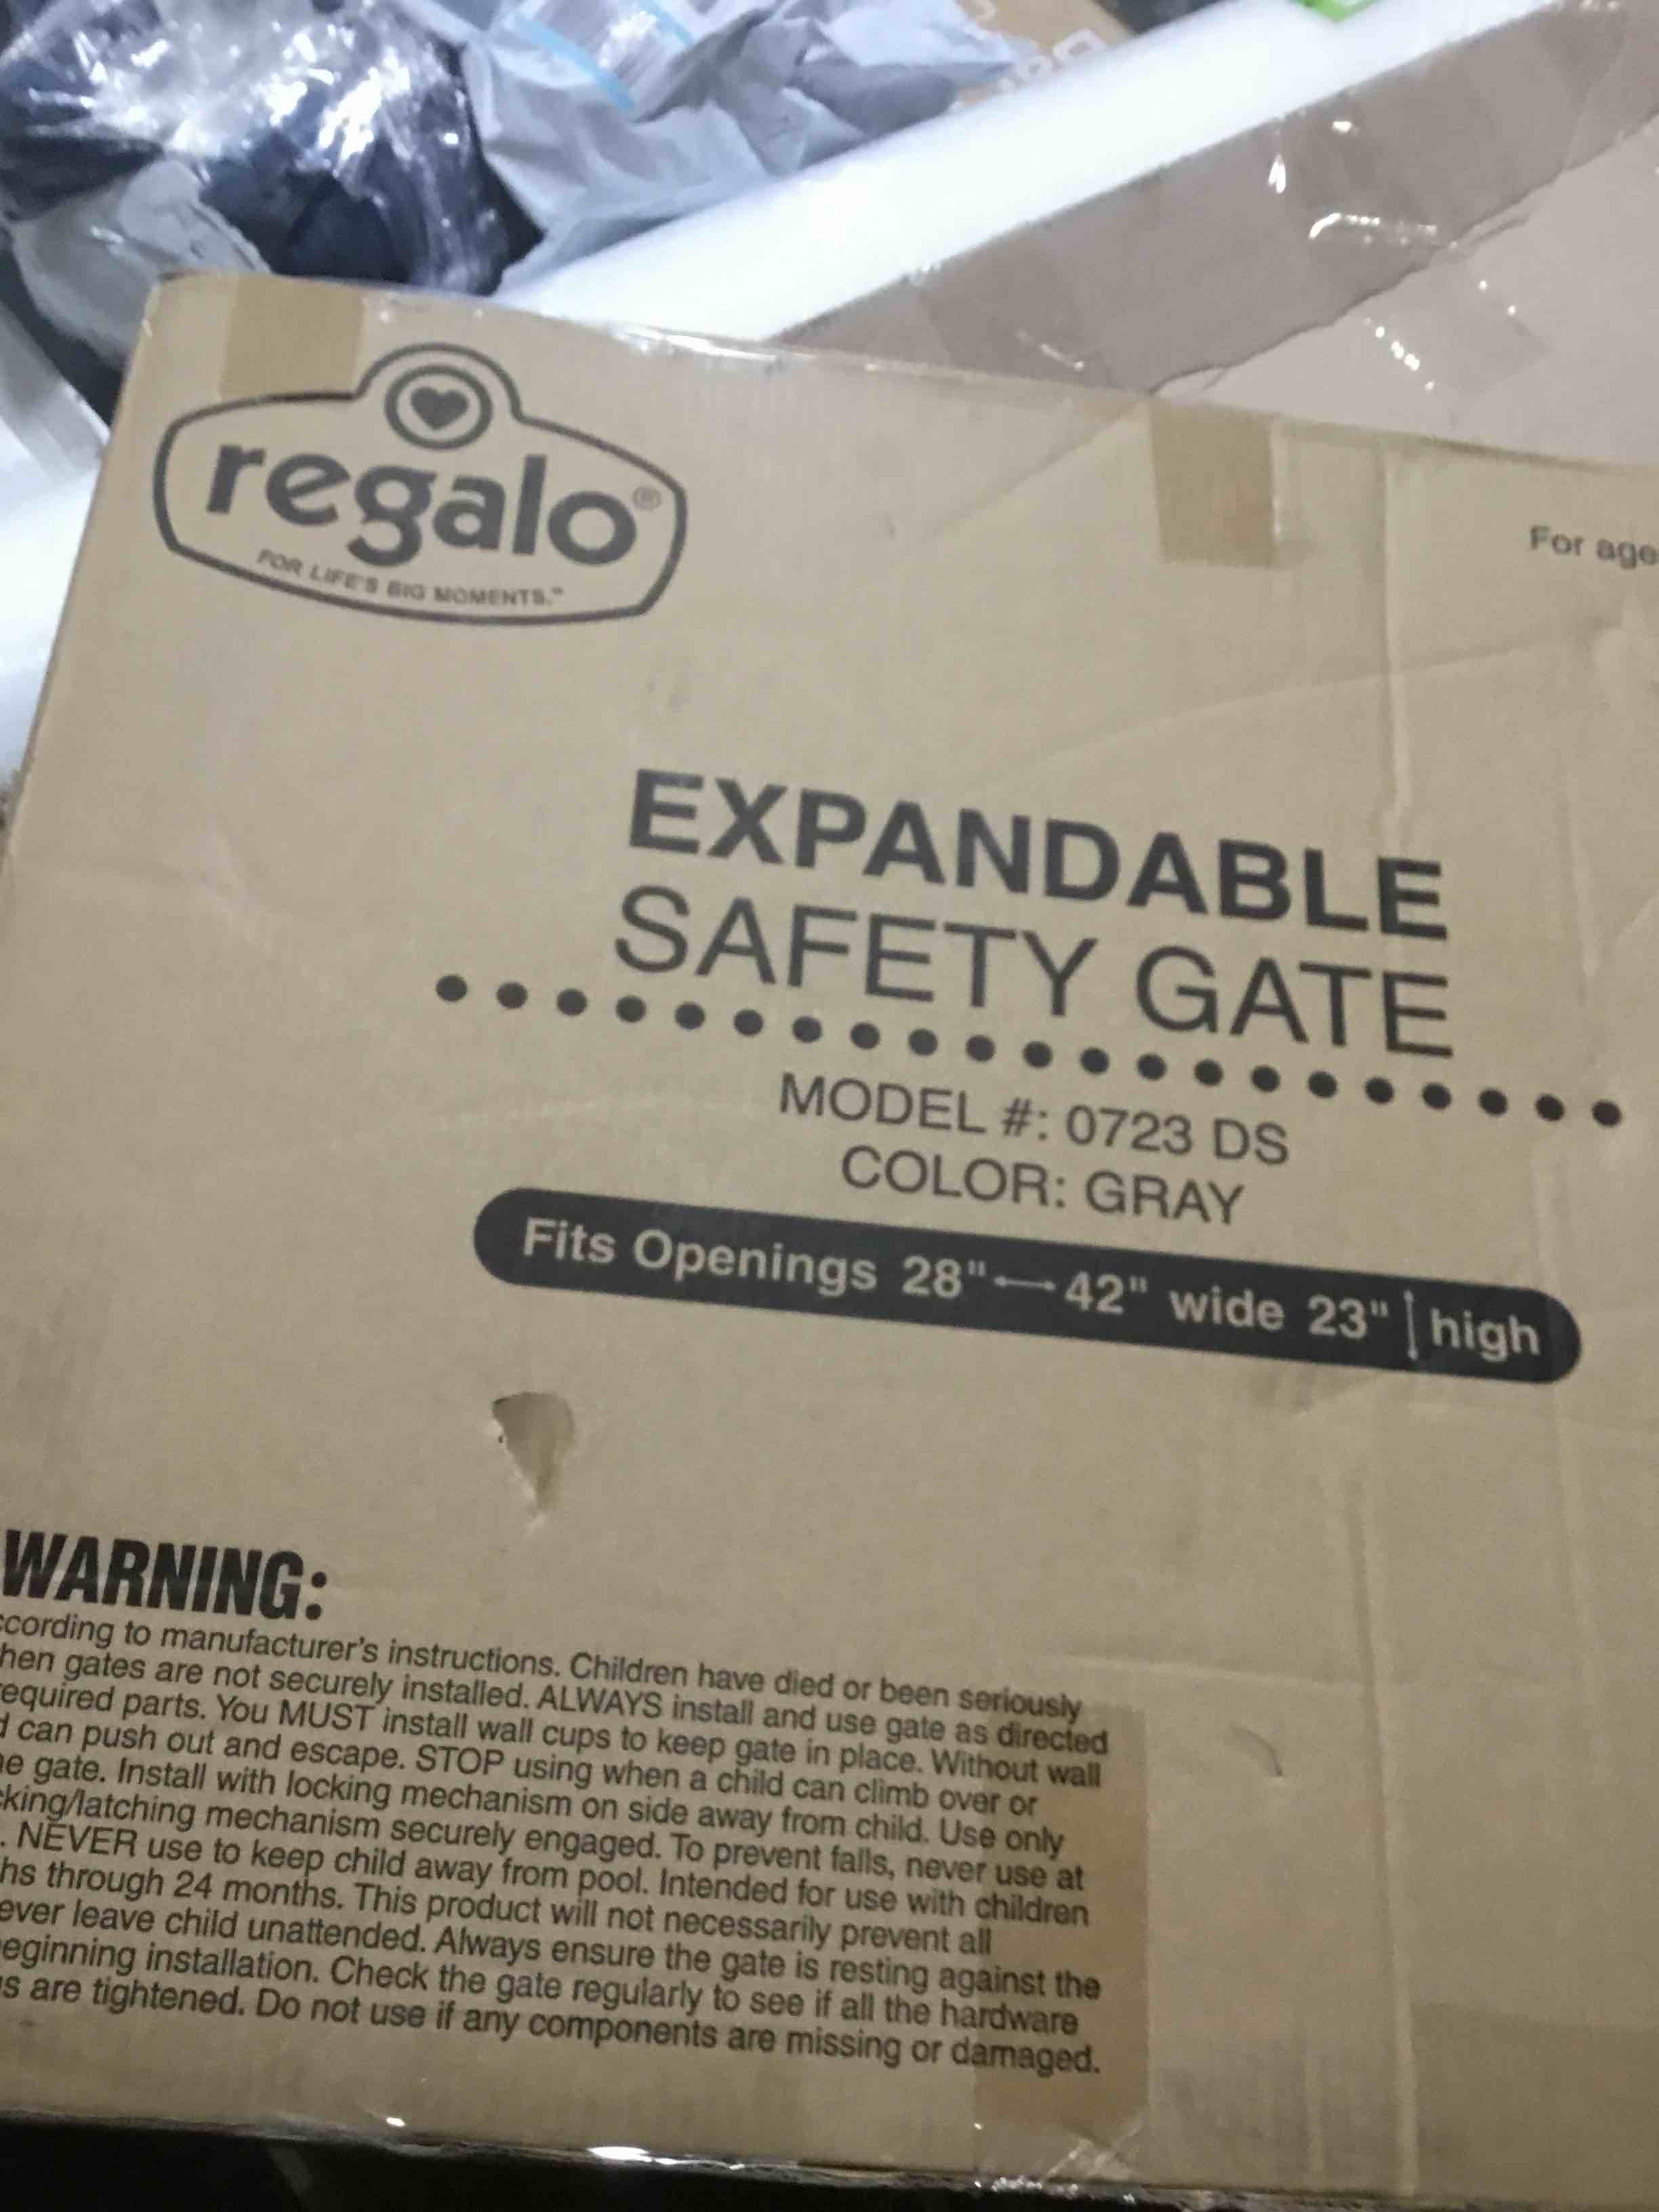 regalo®
FOR LIFE'S BIG MOMENTS.™
For age
EXPANDABLE
SAFETY GATE
MODEL #: 0723 DS
COLOR: GRAY
Fits Openings 28" ↔ 42" wide 23" ↕ high
WARNING:
ccording to manufacturer's instructions. Children have died or been seriously
hen gates are not securely installed. ALWAYS install and use gate as directed
equired parts. You MUST install wall cups to keep gate in place. Without wall
d can push out and escape. STOP using when a child can climb over or
e gate. Install with locking mechanism on side away from child. Use only
king/latching mechanism securely engaged. To prevent falls, never use at
. NEVER use to keep child away from pool. Intended for use with children
hs through 24 months. This product will not necessarily prevent all
ever leave child unattended. Always ensure the gate is resting against the
eginning installation. Check the gate regularly to see if all the hardware
s are tightened. Do not use if any components are missing or damaged.